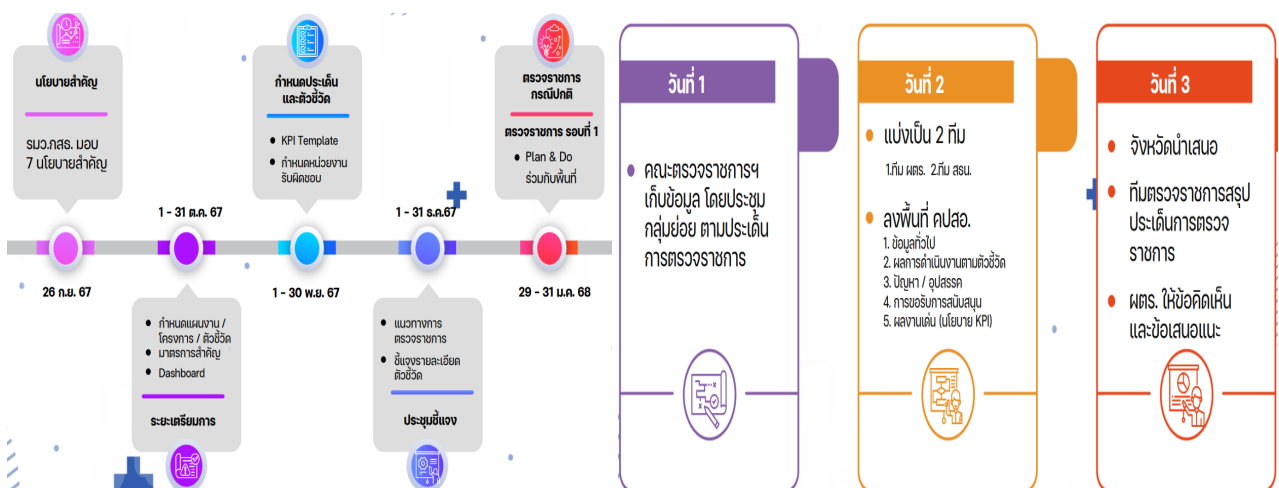 นโยบายสำคัญ
รมว.กสธ. มอบ
7 นโยบายสำคัญ
26 ก.ย. 67
1 - 31 ต.ค. 67
กำหนดแผนงาน /
โครงการ / ตัวชี้วัด
มาตรการสำคัญ
Dashboard
ระยะเตรียมการ
กำหนดประเด็น
และตัวชี้วัด
KPI Template
กำหนดหน่วยงาน
รับผิดชอบ
1 - 30 พ.ย. 67
1 - 31 ธ.ค.67
แนวทางการ
ตรวจราชการ
ชี้แจงรายละเอียด
ตัวชี้วัด
ประชุมชี้แจง
ตรวจราชการ
กรณีปกติ
ตรวจราชการ รอบที่ 1
Plan & Do
ร่วมกับพื้นที่
29 - 31 ม.ค. 68
วันที่ 1
คณะตรวจราชการฯ
เก็บข้อมูล โดยประชุม
กลุ่มย่อย ตามประเด็น
การตรวจราชการ
วันที่ 2
แบ่งเป็น 2 ทีม
1.ทีม ผตร. 2.ทีม สธน.
ลงพื้นที่ คปสอ.
1. ข้อมูลทั่วไป
2. ผลการดำเนินงานตามตัวชี้วัด
3. ปัญหา / อุปสรรค
4. การขอรับการสนับสนุน
5. ผลงานเด่น (นโยบาย KPI)
วันที่ 3
จังหวัดนำเสนอ
ทีมตรวจราชการสรุป
ประเด็นการตรวจ
ราชการ
ผตร. ให้ข้อคิดเห็น
และข้อเสนอแนะ